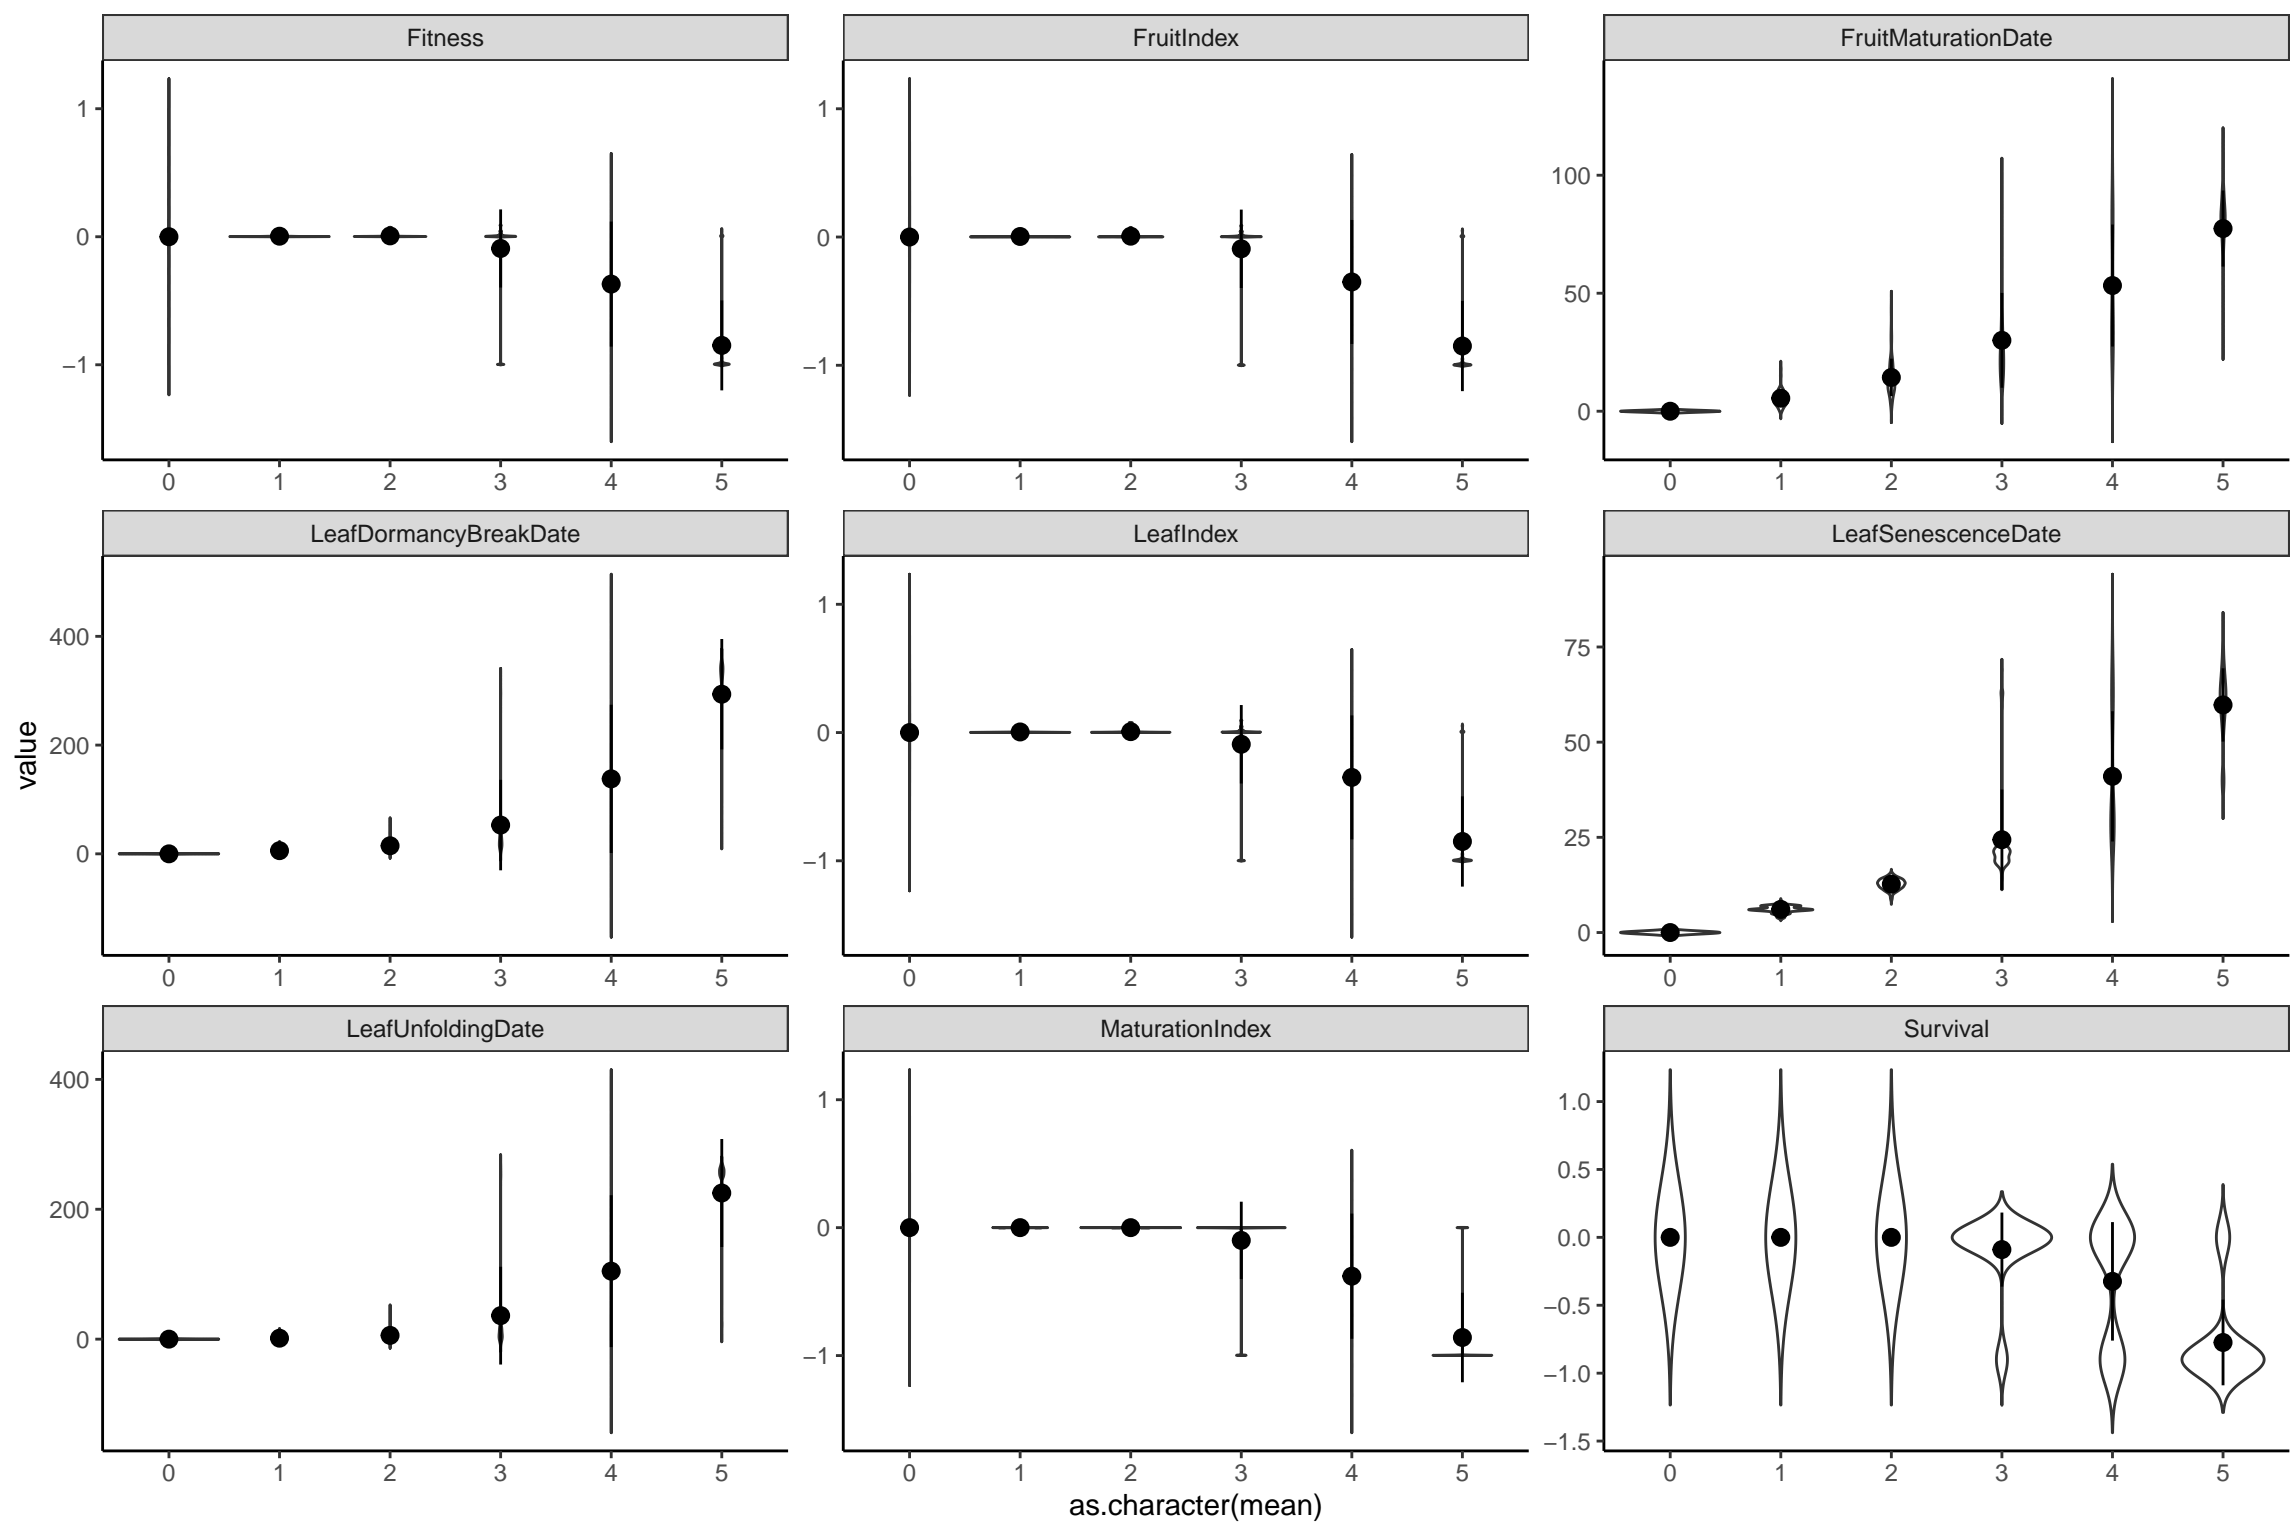 Fitness FruitIndex FruitMaturationDate
1
0
−1
0 1 2 3 4 5
1
0
−1
0 1 2 3 4 5
100
50
0
0 1 2 3 4 5
LeafDormancyBreakDate LeafIndex LeafSenescenceDate
400
200
0
0 1 2 3 4 5
1
0
−1
0 1 2 3 4 5
75
50
25
0
0 1 2 3 4 5
LeafUnfoldingDate MaturationIndex Survival
400
200
0
0 1 2 3 4 5
1
0
−1
0 1 2 3 4 5
1.0
0.5
0.0
−0.5
−1.0
−1.5
0 1 2 3 4 5
value
as.character(mean)